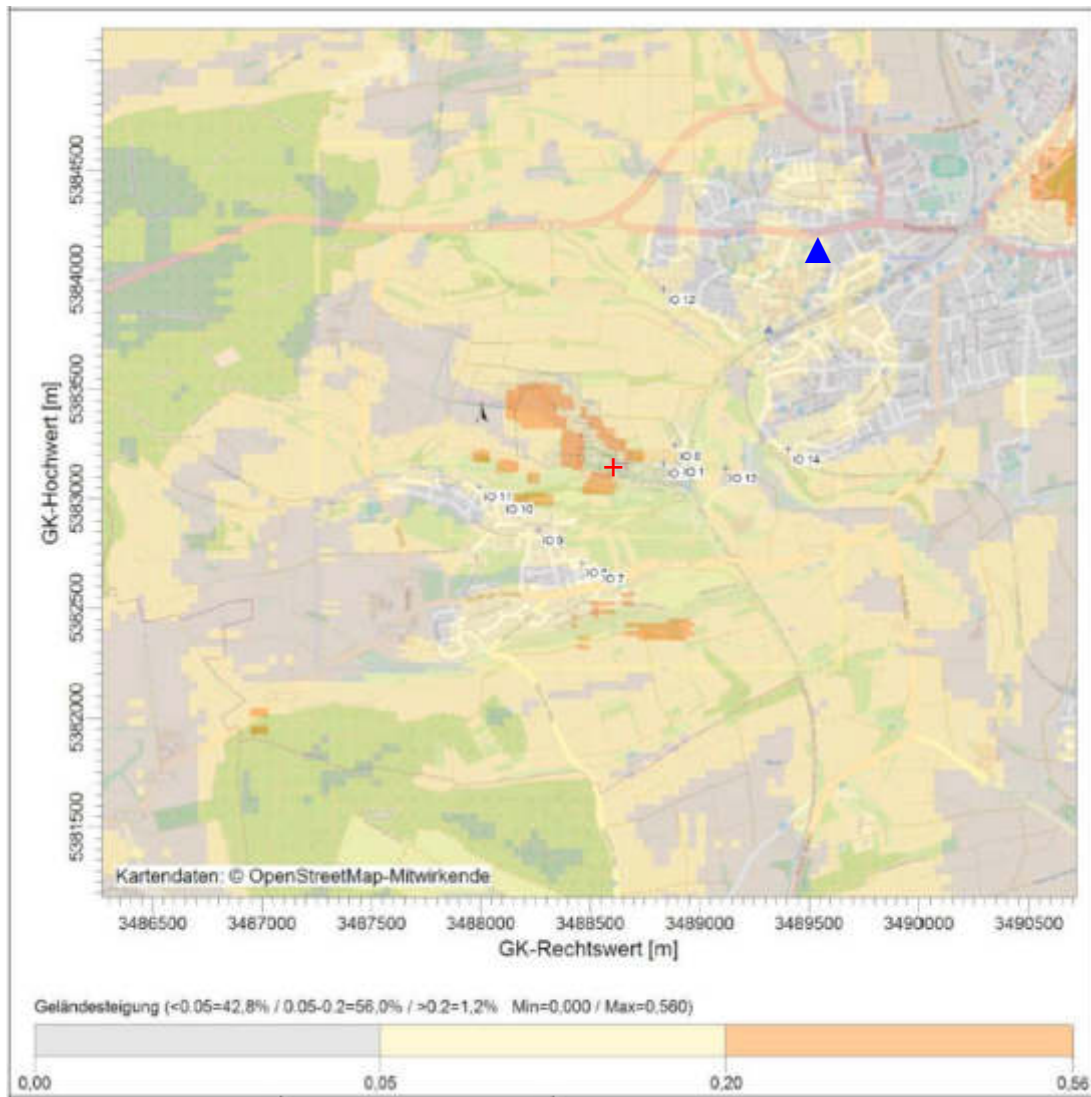 GK-Hochwert [m]
5384500
5384000
5383500
5383000
5382500
5382000
5381500
IO 12
IO 14
IO 13
IO 1
IO 11
IO 10
IO 9
IO 7
Kartendaten: © OpenStreetMap-Mitwirkende
3486500 3487000 3487500 3488000 3488500 3489000 3489500 3490000 3490500
GK-Rechtswert [m]
Geländesteigung (<0.05=42,8% / 0.05-0.2=56,0% / >0.2=1,2% Min=0,000 / Max=0,560)
0,00 0,05 0,20 0,56